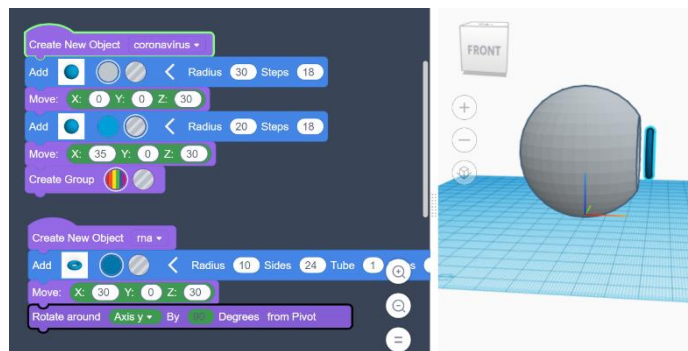 Create New Object coronavirus
Add Radius 30 Steps 18
Move: X: 0 Y: 0 Z: 30
Add Radius 20 Steps 18
Move: X: 35 Y: 0 Z: 30
Create Group
Create New Object rna
Add Radius 10 Sides 24 Tube 1
Move: X: 30 Y: 0 Z: 30
Rotate around Axis y By 90 Degrees from Pivot
FRONT